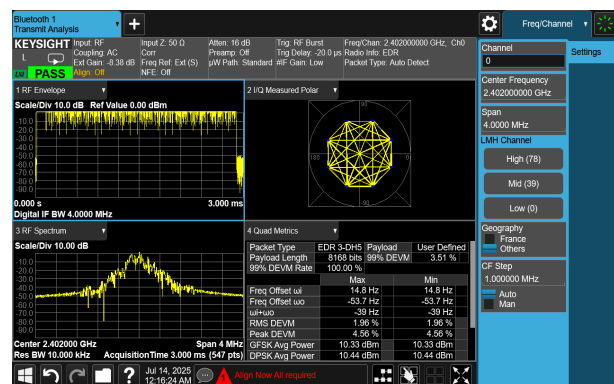 Bluetooth 1
Transmit Analysis
Freq/Channel
KEYSIGHT
L
LNI PASS
Input: RF
Coupling: AC
Ext Gain: -8.38 dB
Align: Off
Input Z: 50 Ω
Corr
Freq Ref: Ext (S)
NFE: Off
Atten: 16 dB
Preamp: Off
µW Path: Standard
Trig: RF Burst
Trig Delay: -20.0 µs
#IF Gain: Low
Freq/Chan: 2.402000000 GHz, Ch0
Radio Info: EDR
Packet Type: Auto Detect
Channel
0
Settings
Center Frequency
2.402000000 GHz
Span
4.0000 MHz
LMH Channel
High (78)
Mid (39)
Low (0)
Geography
France
Others
CF Step
1.000000 MHz
Auto
Man
1 RF Envelope
Scale/Div 10.0 dB Ref Value 0.00 dBm
-10.0
-20.0
-30.0
-40.0
-50.0
-60.0
-70.0
-80.0
-90.0
0.000 s 3.000 ms
Digital IF BW 4.0000 MHz
2 I/Q Measured Polar
90
180
0
-90
3 RF Spectrum
Scale/Div 10.00 dB
-10.0
-20.0
-30.0
-40.0
-50.0
-60.0
-70.0
-80.0
-90.0
Center 2.402000 GHz Span 4 MHz
Res BW 10.000 kHz AcquisitionTime 3.000 ms (547 pts)
4 Quad Metrics
Packet Type EDR 3-DH5 Payload User Defined
Payload Length 8168 bits 99% DEVM 3.51 %
99% DEVM Rate 100.00 %
Max Min
Freq Offset ωi 14.8 Hz 14.8 Hz
Freq Offset ωo -53.7 Hz -53.7 Hz
ωi+ωo -39 Hz -39 Hz
RMS DEVM 1.96 % 1.96 %
Peak DEVM 4.56 % 4.56 %
GFSK Avg Power 10.33 dBm 10.33 dBm
DPSK Avg Power 10.44 dBm 10.44 dBm
Jul 14, 2025
12:16:24 AM
Align Now All required